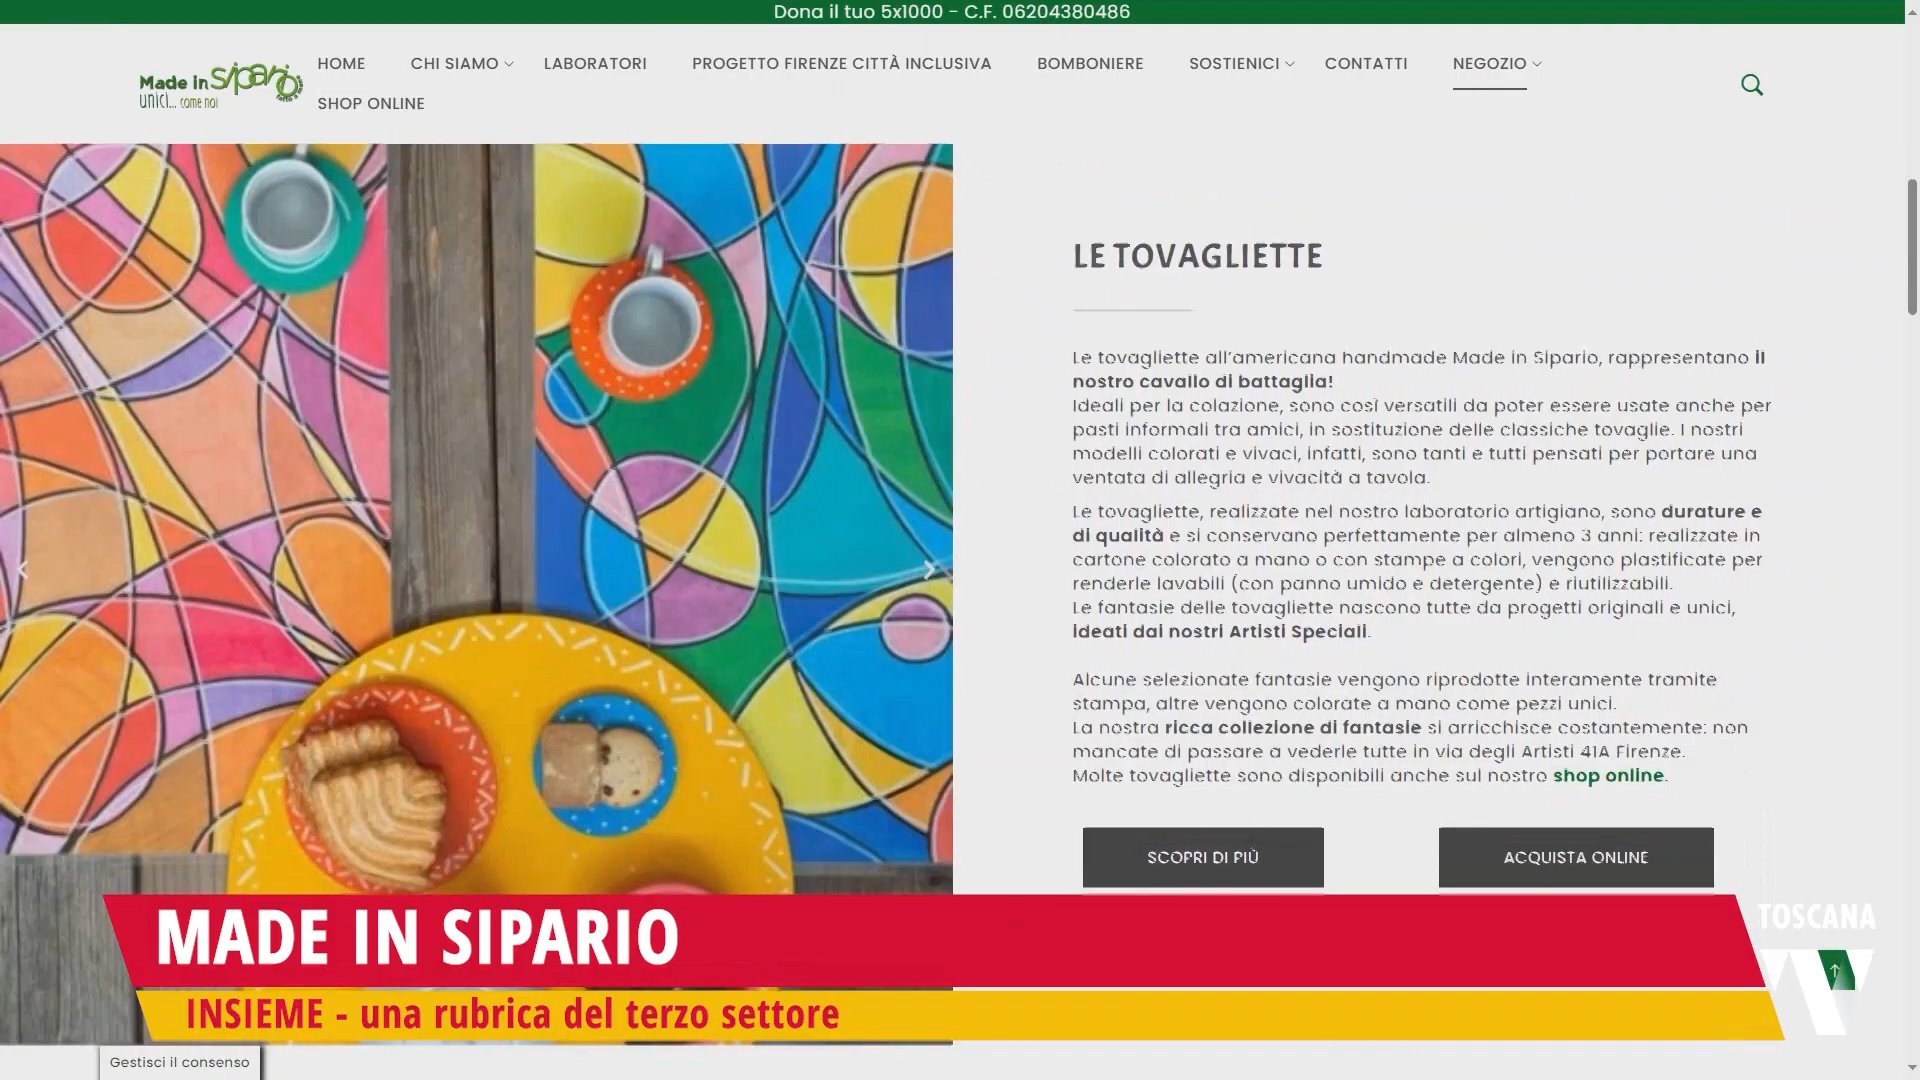 Dona il tuo 5x1000 - C.F. 06204380486
Made in Sipario
unici... come noi
HOME
CHI SIAMO
LABORATORI
PROGETTO FIRENZE CITTÀ INCLUSIVA
BOMBONIERE
SOSTIENICI
CONTATTI
NEGOZIO
SHOP ONLINE
LE TOVAGLIETTE
Le tovagliette all'americana handmade Made in Sipario, rappresentano il
nostro cavallo di battaglia!
Ideali per la colazione, sono così versatili da poter essere usate anche per
pasti informali tra amici, in sostituzione delle classiche tovaglie. I nostri
modelli colorati e vivaci, infatti, sono tanti e tutti pensati per portare una
ventata di allegria e vivacità a tavola.
Le tovagliette, realizzate nel nostro laboratorio artigiano, sono durature e
di qualità e si conservano perfettamente per almeno 3 anni: realizzate in
cartone colorato a mano o con stampe a colori, vengono plastificate per
renderle lavabili (con panno umido e detergente) e riutilizzabili.
Le fantasie delle tovagliette nascono tutte da progetti originali e unici,
ideati dai nostri Artisti Speciali.
Alcune selezionate fantasie vengono riprodotte interamente tramite
stampa, altre vengono colorate a mano come pezzi unici.
La nostra ricca collezione di fantasie si arricchisce costantemente: non
mancate di passare a vederle tutte in via degli Artisti 41A Firenze.
Molte tovagliette sono disponibili anche sul nostro shop online.
SCOPRI DI PIÙ
ACQUISTA ONLINE
TOSCANA
MADE IN SIPARIO
INSIEME - una rubrica del terzo settore
Gestisci il consenso